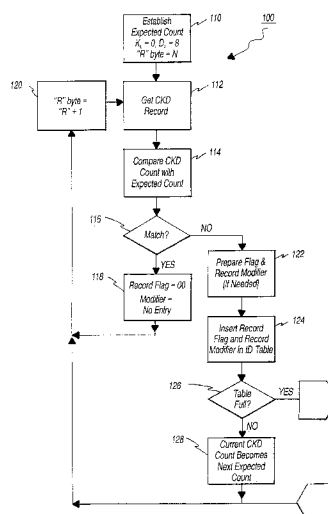 Establish
Expected Count
K = 0, D = 8
"R" byte = N
110
100
120
"R" byte =
"R" + 1
Get CKD
Record
112
Compare CKD
Count with
Expected Count
114
116
Match?
NO
YES
118
Record Flag = 00
Modifier =
No Entry
Prepare Flag &
Record Modifier
(If Needed)
122
Insert Record
Flag and Record
Modifier in ID Table
124
126
Table
Full?
YES
NO
128
Current CKD
Count Becomes
Next Expected
Count